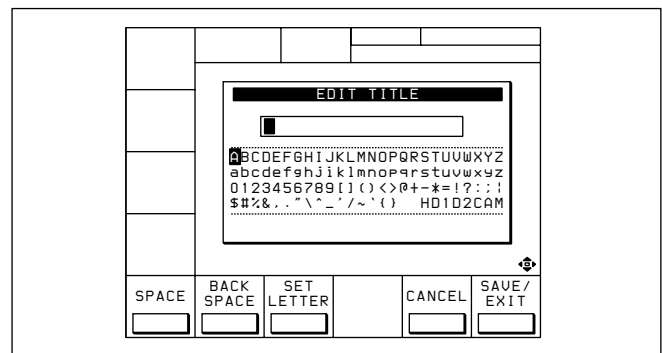 EDIT TITLE
ABCDEFGHIJKLMNOPQRSTUVWXYZ
abcdefghijklmnopqrstuvwxyz
0123456789[]()<>@+-*=!?:;¦
$#%&,."\^_'/~`{} HD1D2CAM
SPACE
BACK SPACE
SET LETTER
CANCEL
SAVE/ EXIT